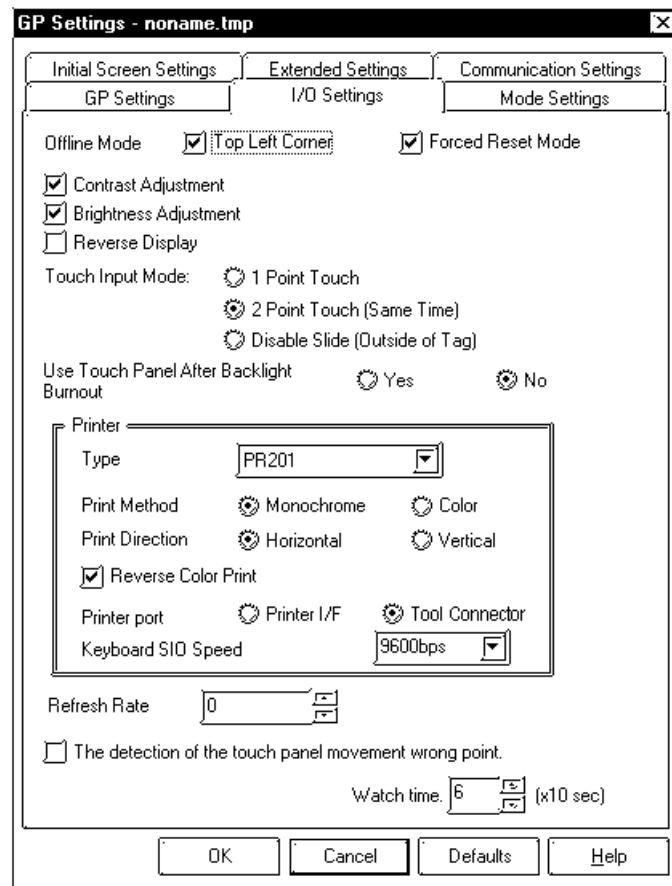 GP Settings - noname.tmp
Initial Screen Settings Extended Settings Communication Settings
GP Settings I/O Settings Mode Settings
Offline Mode Top Left Corner Forced Reset Mode
Contrast Adjustment
Brightness Adjustment
Reverse Display
Touch Input Mode: 1 Point Touch
2 Point Touch (Same Time)
Disable Slide (Outside of Tag)
Use Touch Panel After Backlight
Burnout Yes No
Printer
Type PR201
Print Method Monochrome Color
Print Direction Horizontal Vertical
Reverse Color Print
Printer port Printer I/F Tool Connector
Keyboard SIO Speed 9600bps
Refresh Rate 0
The detection of the touch panel movement wrong point.
Watch time. 6 (x10 sec)
OK Cancel Defaults Help